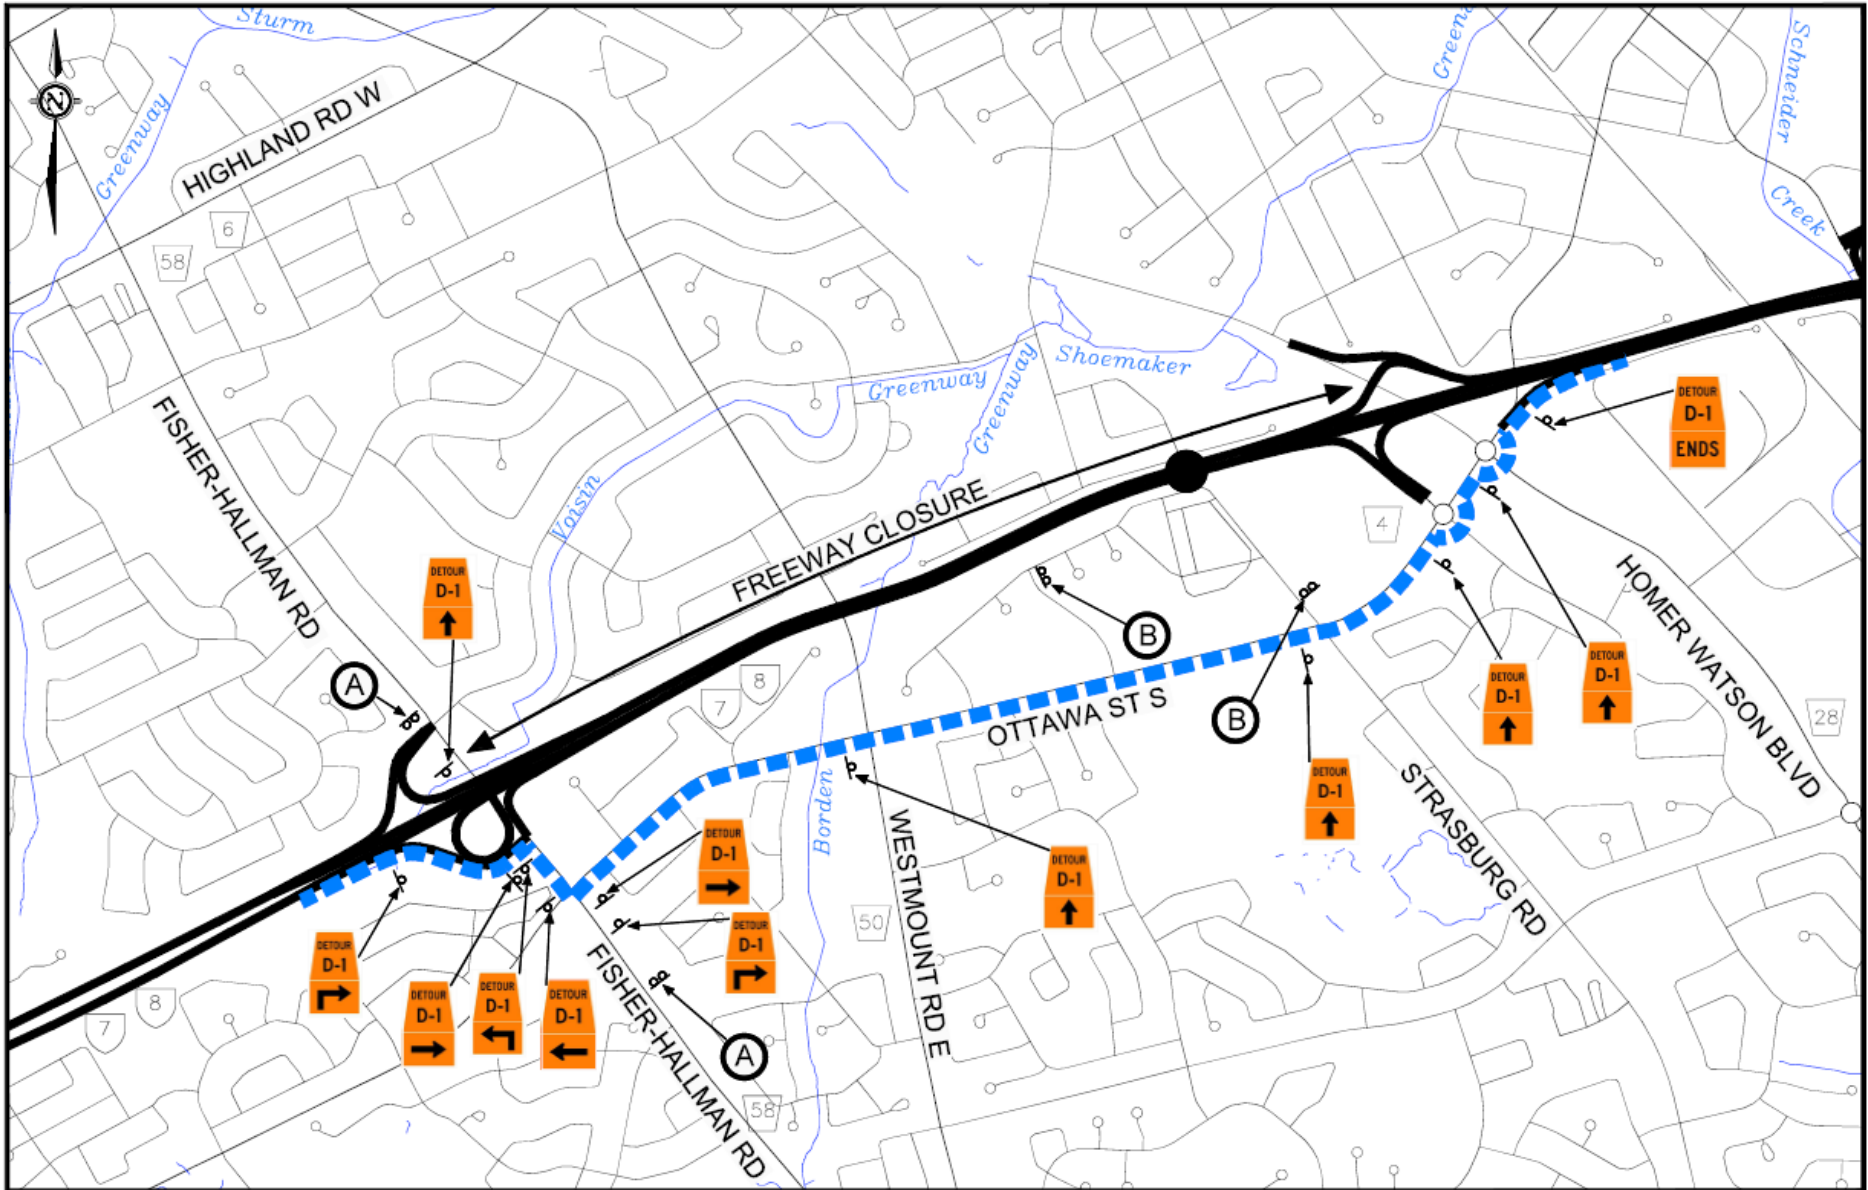 Sturm
Greenway
HIGHLAND RD W
6
58
Schneider
Creek
Shoemaker
Greenway
Greenway
Voisin
FISHER-HALLMAN RD
FREEWAY CLOSURE
DETOUR
D-1
ENDS
DETOUR
D-1
A
4
B
B
HOMER WATSON BLVD
28
DETOUR
D-1
DETOUR
D-1
7
8
OTTAWA ST S
DETOUR
D-1
STRASBURG RD
Borden
WESTMOUNT RD E
50
DETOUR
D-1
DETOUR
D-1
DETOUR
D-1
DETOUR
D-1
DETOUR
D-1
DETOUR
D-1
DETOUR
D-1
7
8
FISHER-HALLMAN RD
A
58